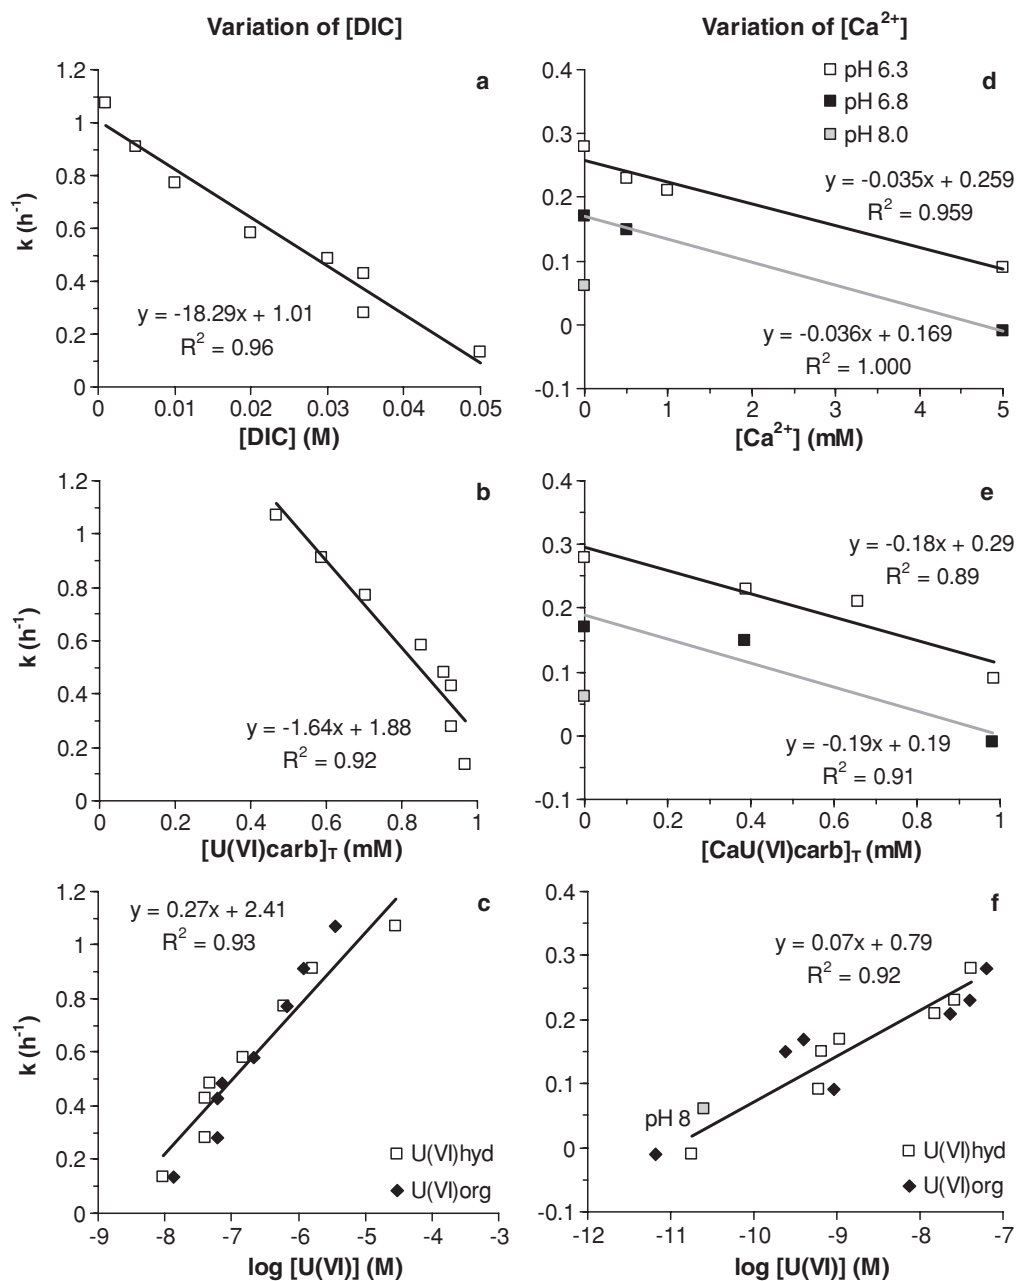 Variation of [DIC]
Variation of [Ca²⁺]
1.2
1
0.8
0.6
0.4
0.2
0
k (h⁻¹)
a
y = -18.29x + 1.01
R² = 0.96
0 0.01 0.02 0.03 0.04 0.05
[DIC] (M)
0.4
0.3
0.2
0.1
0
-0.1
pH 6.3
pH 6.8
pH 8.0
d
y = -0.035x + 0.259
R² = 0.959
y = -0.036x + 0.169
R² = 1.000
0 1 2 3 4 5
[Ca²⁺] (mM)
1.2
1
0.8
0.6
0.4
0.2
0
k (h⁻¹)
b
y = -1.64x + 1.88
R² = 0.92
0 0.2 0.4 0.6 0.8 1
[U(VI)carb]T (mM)
0.4
0.3
0.2
0.1
0
-0.1
e
y = -0.18x + 0.29
R² = 0.89
y = -0.19x + 0.19
R² = 0.91
0 0.2 0.4 0.6 0.8 1
[CaU(VI)carb]T (mM)
1.2
1
0.8
0.6
0.4
0.2
0
k (h⁻¹)
c
y = 0.27x + 2.41
R² = 0.93
U(VI)hyd
U(VI)org
-9 -8 -7 -6 -5 -4 -3
log [U(VI)] (M)
0.4
0.3
0.2
0.1
0
-0.1
f
y = 0.07x + 0.79
R² = 0.92
pH 8
U(VI)hyd
U(VI)org
-12 -11 -10 -9 -8 -7
log [U(VI)] (M)